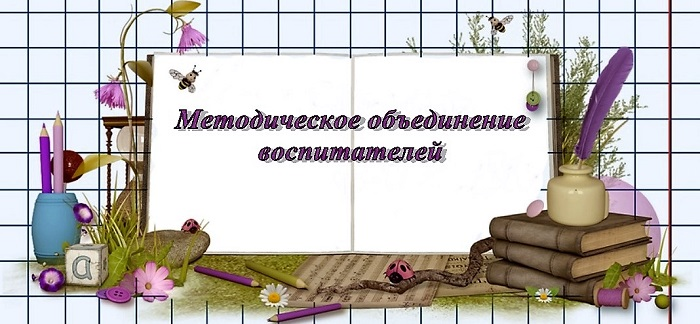 Методическое объединение
воспитателей
a